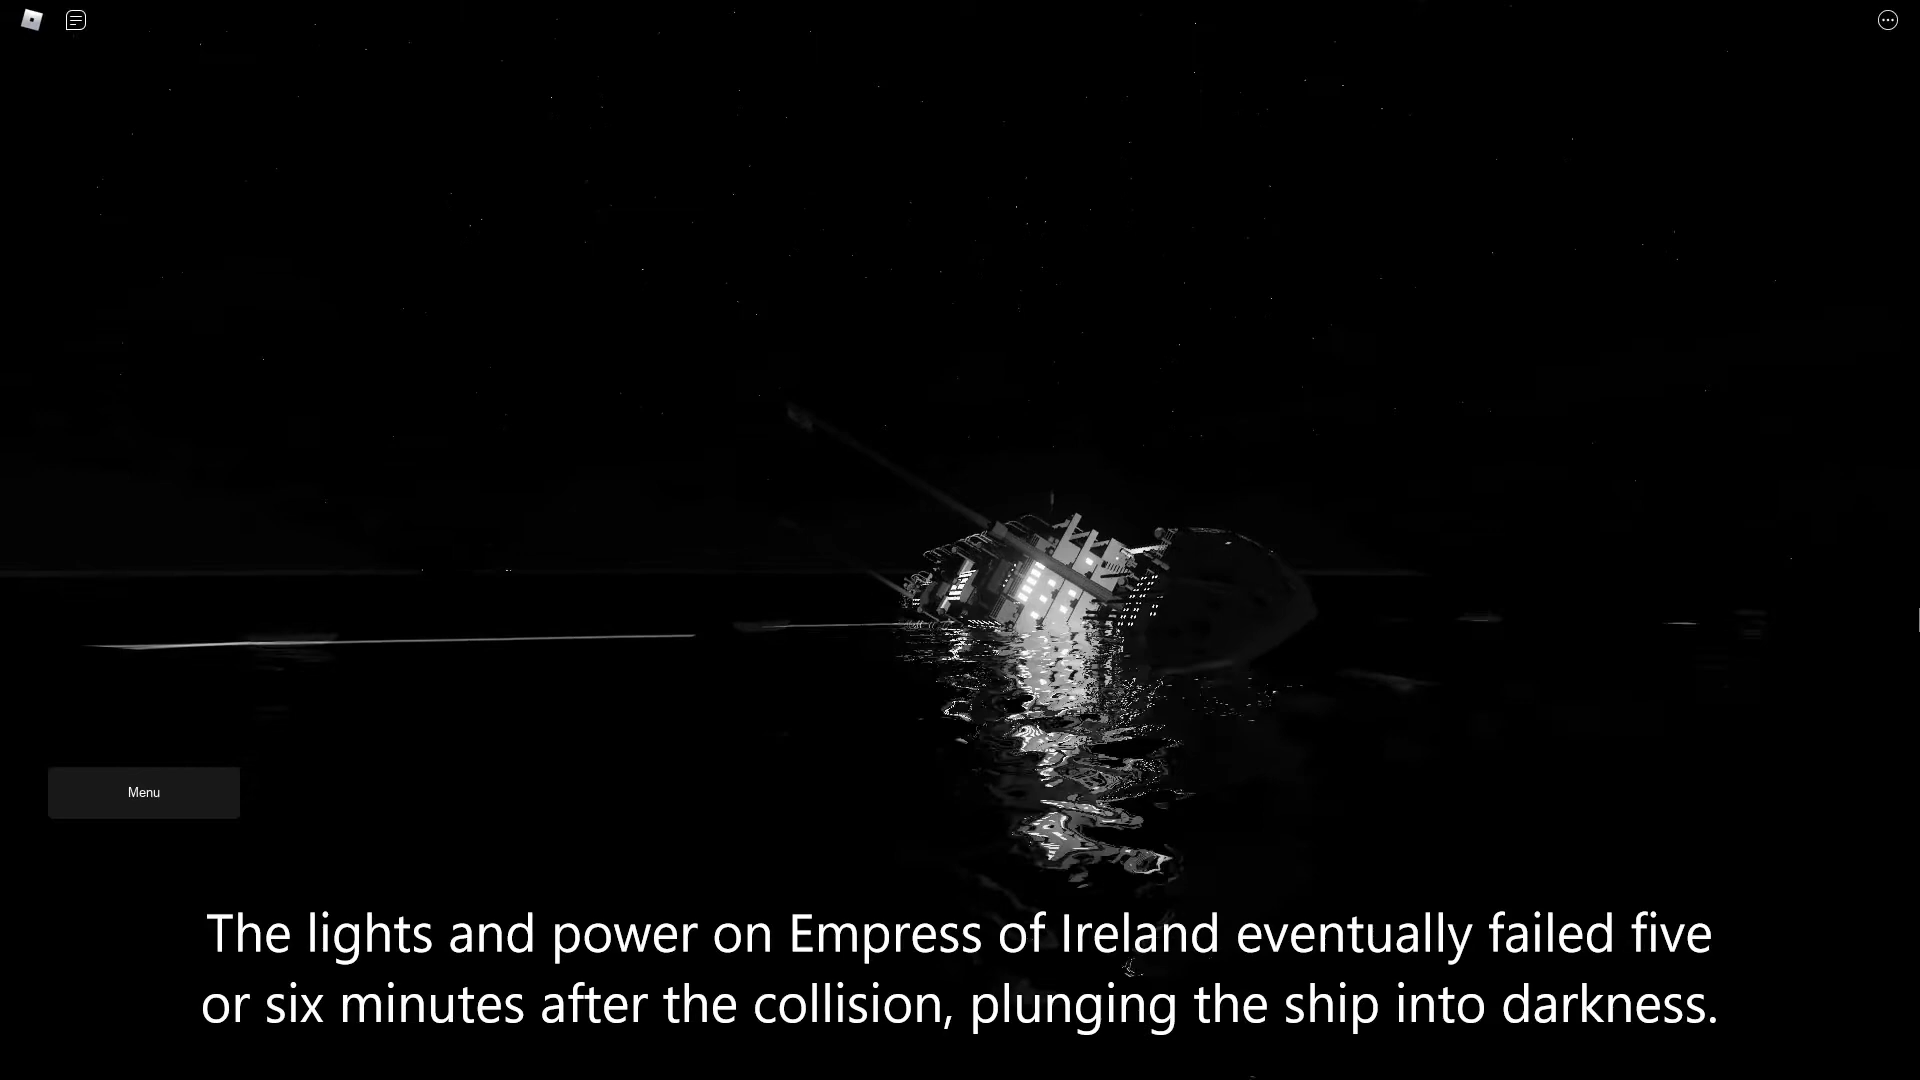 Menu
The lights and power on Empress of Ireland eventually failed five
or six minutes after the collision, plunging the ship into darkness.